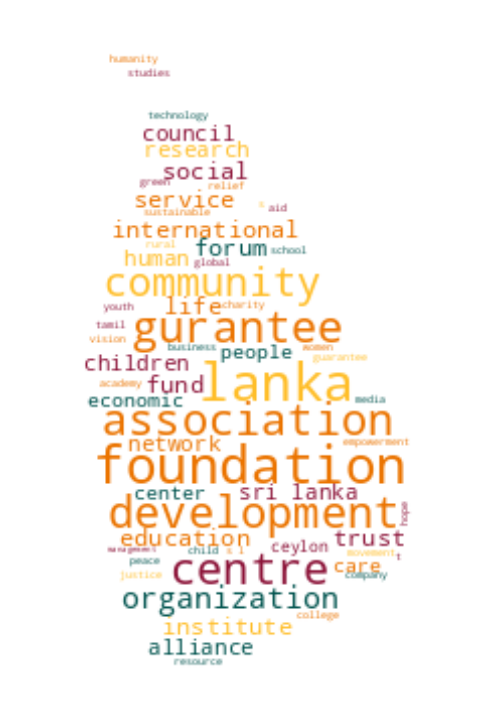 humanity
studies
technology
council
research
social
green relief
service
sustainable s aid
international
rural forum school
human global
community
youth life charity
tamil gurantee
vision business women
children people guarantee
academy fund lanka
economic media
association
network empowerment
foundation
center sri lanka
development hope
education trust
management child s l ceylon movement t
peace centre care
justice company
organization
college
institute
alliance
resource